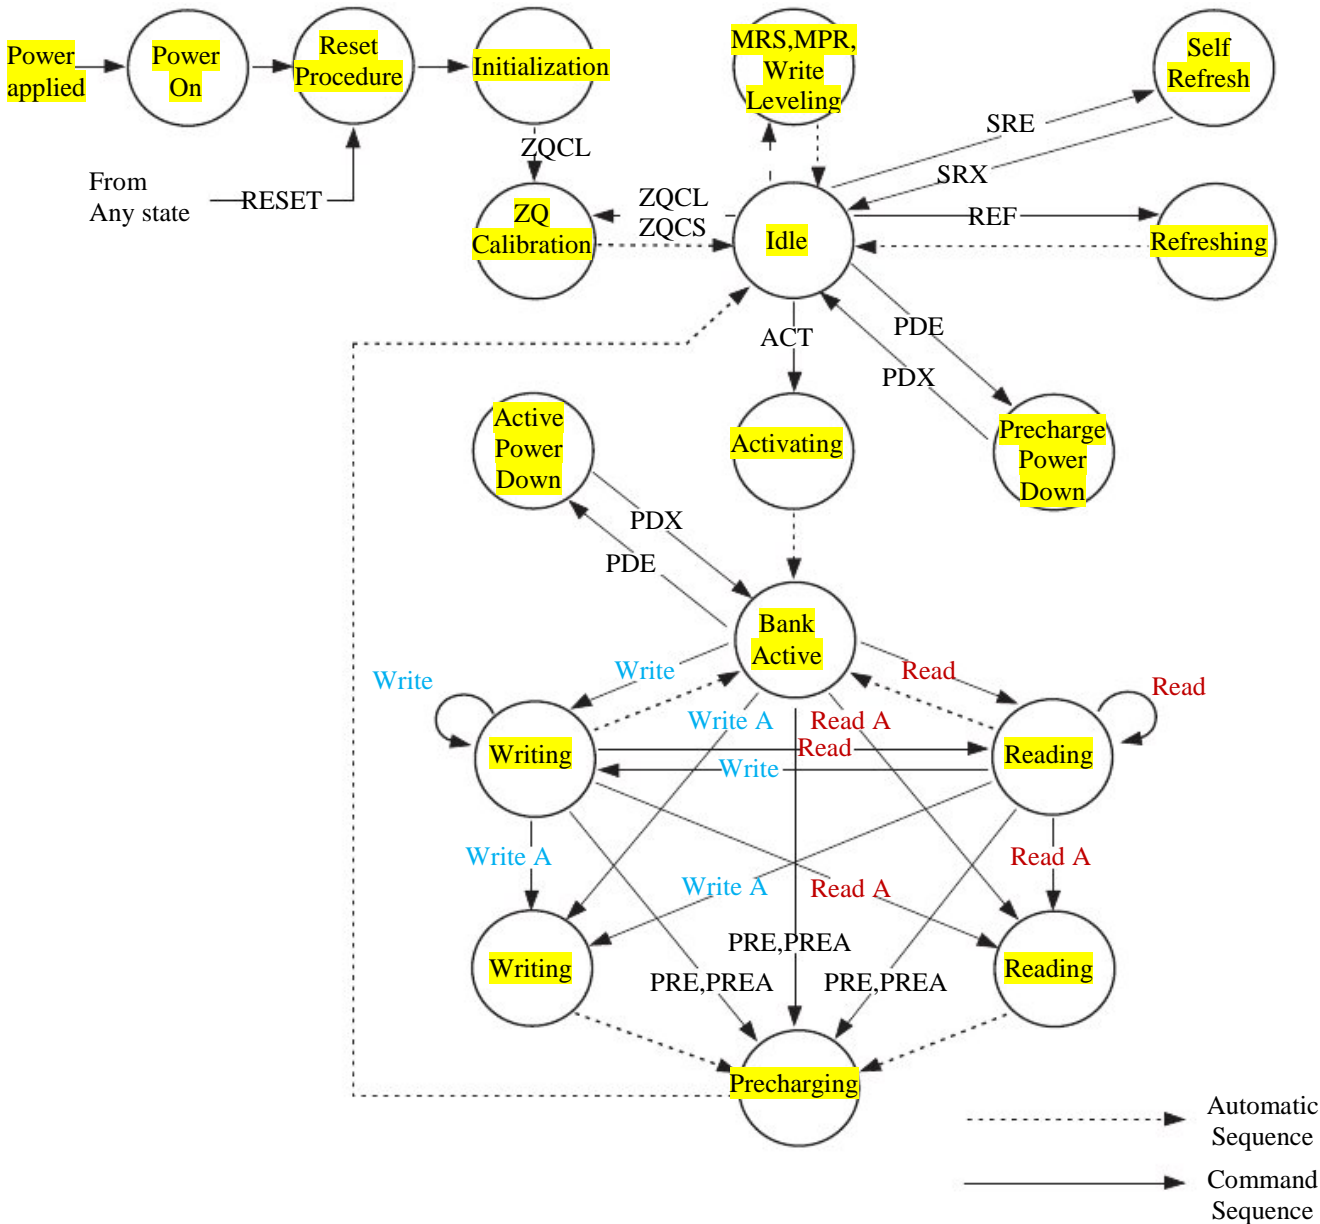 Power
applied
Power
On
Reset
Procedure
Initialization
MRS,MPR,
Write
Leveling
Self
Refresh
From
Any state
RESET
ZQCL
ZQ
Calibration
ZQCL
ZQCS
Idle
SRE
SRX
REF
Refreshing
ACT
PDE
PDX
Active
Power
Down
Activating
Precharge
Power
Down
PDX
PDE
Bank
Active
Write
Write
Read
Read
Write A
Read A
Writing
Read
Write
Reading
Write A
Write A
Read A
Read A
Writing
PRE,PREA
PRE,PREA
PRE,PREA
Reading
Precharging
Automatic
Sequence
Command
Sequence